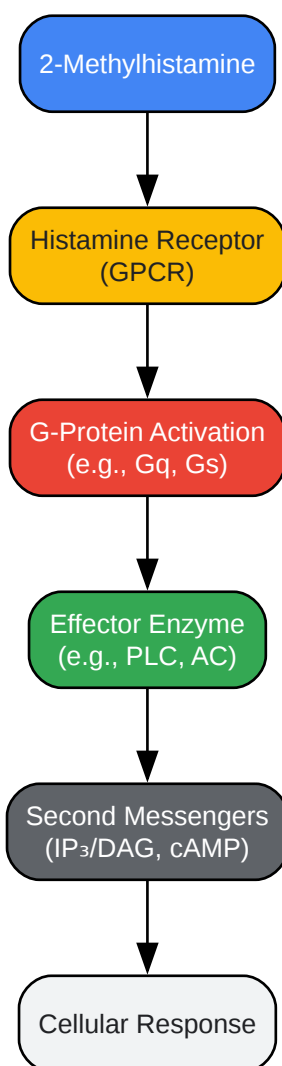 2-Methylhistamine
Histamine Receptor
(GPCR)
G-Protein Activation
(e.g., Gq, Gs)
Effector Enzyme
(e.g., PLC, AC)
Second Messengers
(IP₃/DAG, cAMP)
Cellular Response